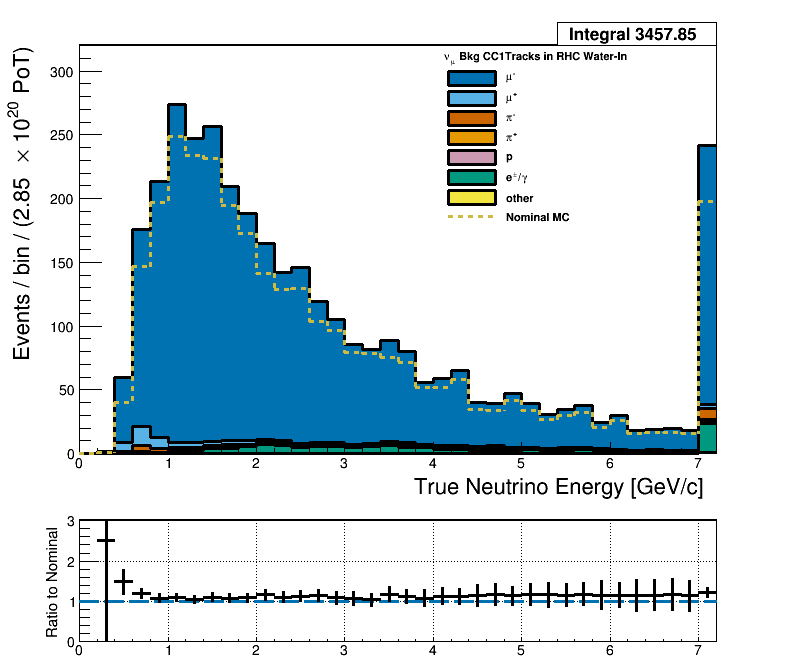 Integral 3457.85
ν_μ Bkg CC1Tracks in RHC Water-In
μ⁻
μ⁺
π⁻
π⁺
p
e^±/γ
other
Nominal MC
Events / bin / (2.85 × 10^20 PoT)
300
250
200
150
100
50
0
0 1 2 3 4 5 6 7
True Neutrino Energy [GeV/c]
Ratio to Nominal
3
2
1
0
0 1 2 3 4 5 6 7